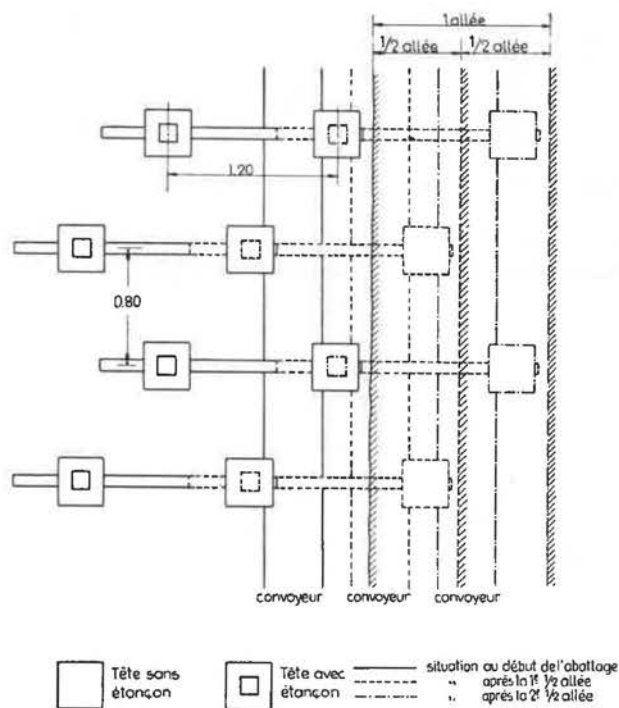 1 allée
1/2 allée 1/2 allée
1.20
0.80
convoyeur convoyeur convoyeur
Tête sans étançon
Tête avec étançon
situation au début de l'abattage
" après la 1e 1/2 allée
" après la 2e 1/2 allée